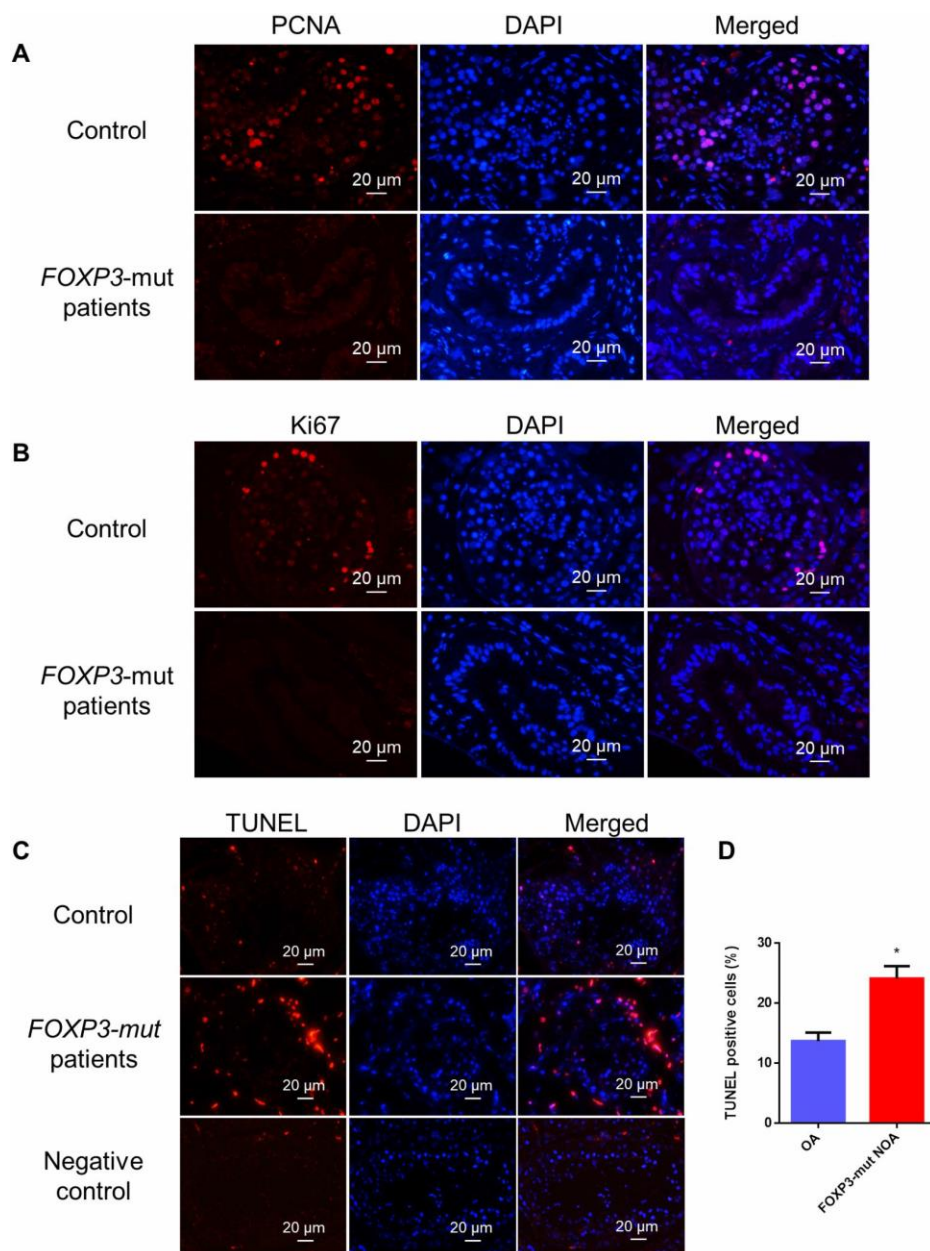 A
PCNA DAPI Merged
Control
20 µm 20 µm 20 µm
FOXP3-mut
patients
20 µm 20 µm 20 µm
B
Ki67 DAPI Merged
Control
20 µm 20 µm 20 µm
FOXP3-mut
patients
20 µm 20 µm 20 µm
C
TUNEL DAPI Merged
Control
20 µm 20 µm 20 µm
FOXP3-mut
patients
20 µm 20 µm 20 µm
Negative
control
20 µm 20 µm 20 µm
D
TUNEL positive cells (%)
30
20
10
0
*
OA
FOXP3-mut NOA